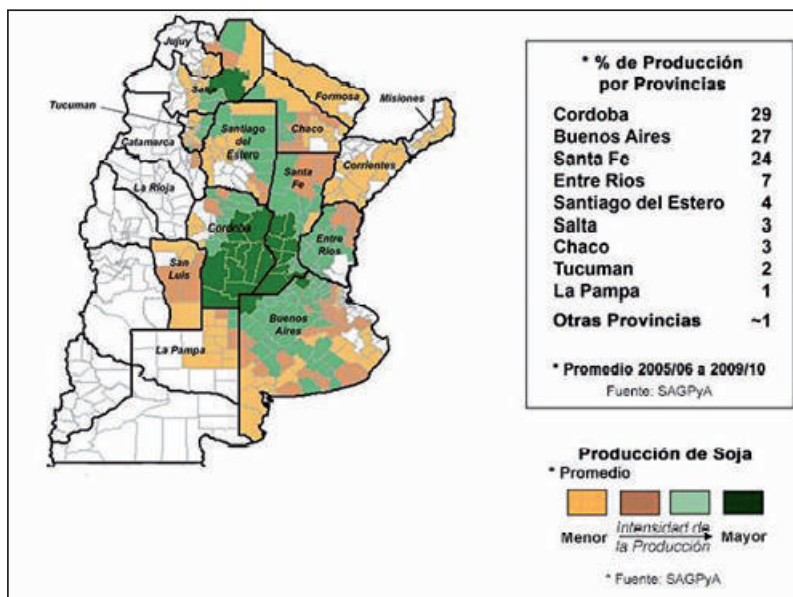 Jujuy
Salta
Formosa
Misiones
Tucuman
Santiago
del
Estero
Chaco
Catamarca
Corrientes
La Rioja
Santa
Fe
Cordoba
Entre
Rios
San
Luis
Buenos
Aires
La Pampa
* % de Producción
por Provincias
Cordoba 29
Buenos Aires 27
Santa Fe 24
Entre Rios 7
Santiago del Estero 4
Salta 3
Chaco 3
Tucuman 2
La Pampa 1
Otras Provincias ~1
* Promedio 2005/06 a 2009/10
Fuente: SAGPyA
Producción de Soja
* Promedio
Menor Intensidad de la Producción Mayor
* Fuente: SAGPyA